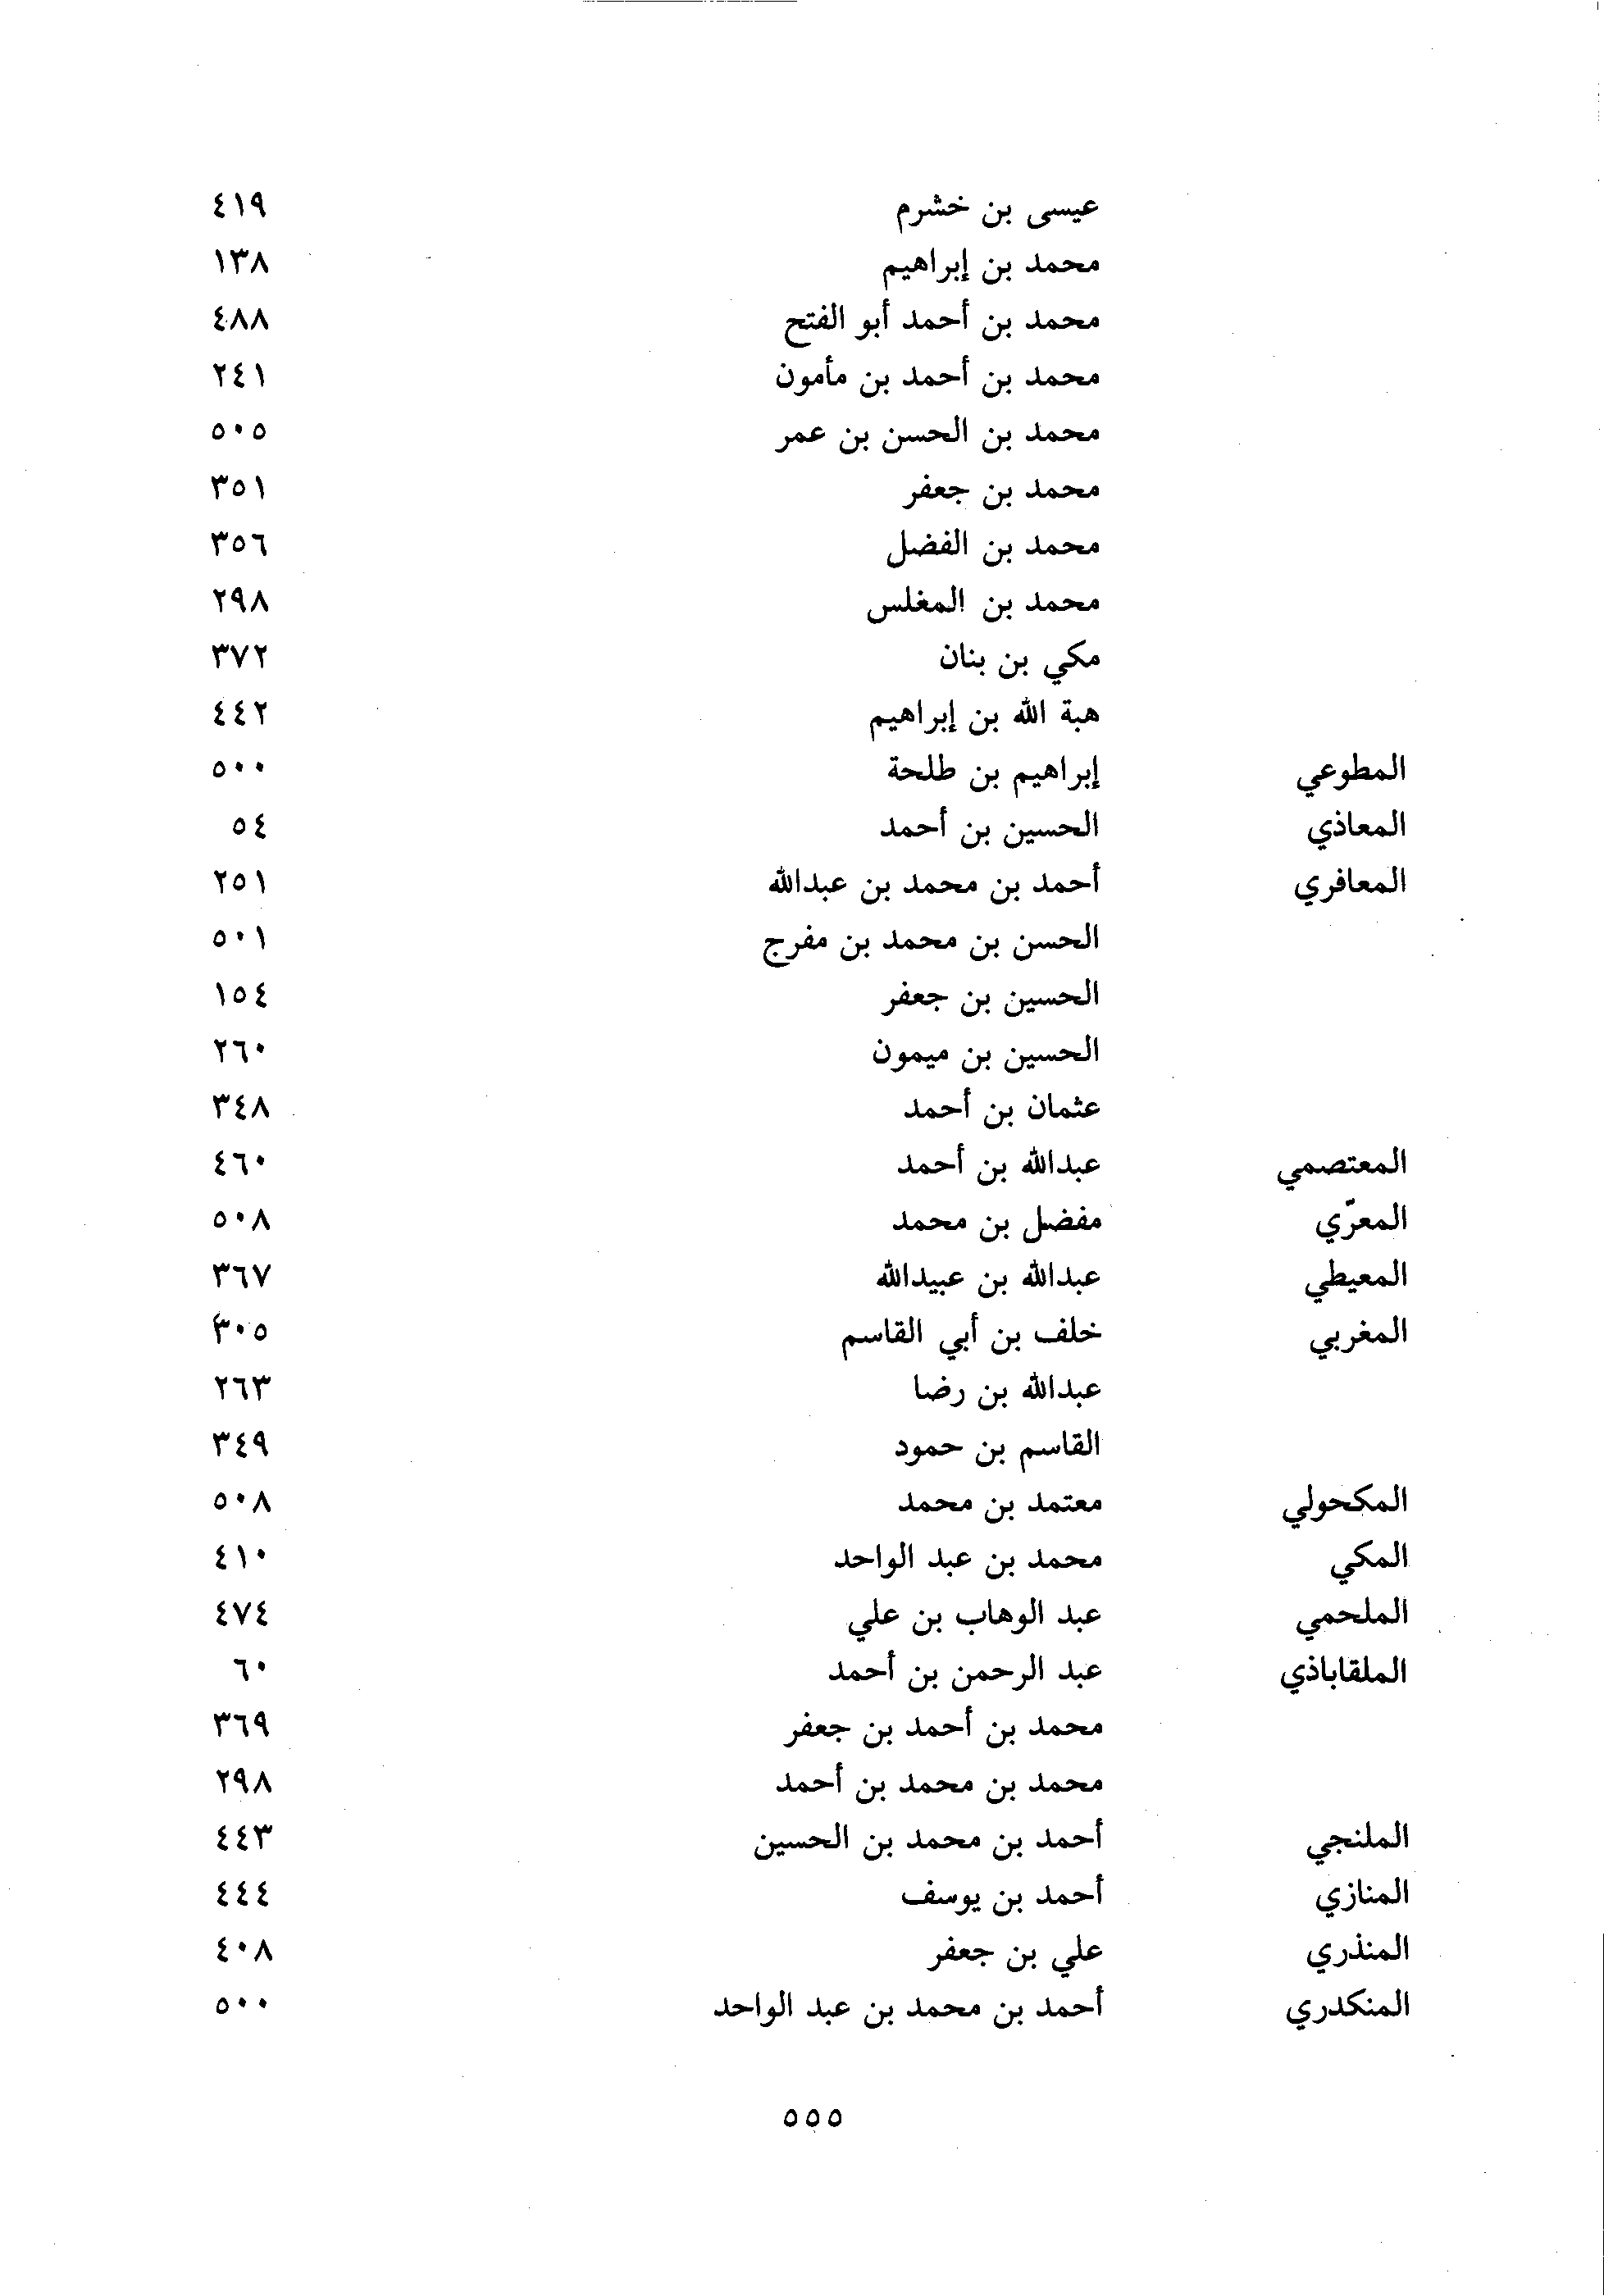 عيسى بن خشرم ٤١٩
محمد بن إبراهيم ١٣٨
محمد بن أحمد أبو الفتح ٤٨٨
محمد بن أحمد بن مأمون ٢٤١
محمد بن الحسن بن عمر ٥٠٥
محمد بن جعفر ٣٥١
محمد بن الفضل ٣٥٦
محمد بن المغلس ٢٩٨
مكي بن بنان ٣٧٢
هبة الله بن إبراهيم ٤٤٢
المطوعي إبراهيم بن طلحة ٥٠٠
المعاذي الحسين بن أحمد ٥٤
المعافري أحمد بن محمد بن عبدالله ٢٥١
الحسن بن محمد بن مفرج ٥٠١
الحسين بن جعفر ١٥٤
الحسين بن ميمون ٢٦٠
عثمان بن أحمد ٣٤٨
المعتصمي عبدالله بن أحمد ٤٦٠
المعرّي مفضل بن محمد ٥٠٨
المعيطي عبدالله بن عبيدالله ٣٦٧
المغربي خلف بن أبي القاسم ٣٠٥
عبدالله بن رضا ٢٦٣
القاسم بن حمود ٣٤٩
المكحولي معتمد بن محمد ٥٠٨
المكي محمد بن عبد الواحد ٤١٠
الملحمي عبد الوهاب بن علي ٤٧٤
الملقاباذي عبد الرحمن بن أحمد ٦٠
محمد بن أحمد بن جعفر ٣٦٩
محمد بن محمد بن أحمد ٢٩٨
الملنجي أحمد بن محمد بن الحسين ٤٤٣
المنازي أحمد بن يوسف ٤٤٤
المنذري علي بن جعفر ٤٠٨
المنكدري أحمد بن محمد بن عبد الواحد ٥٠٠
٥٥٥